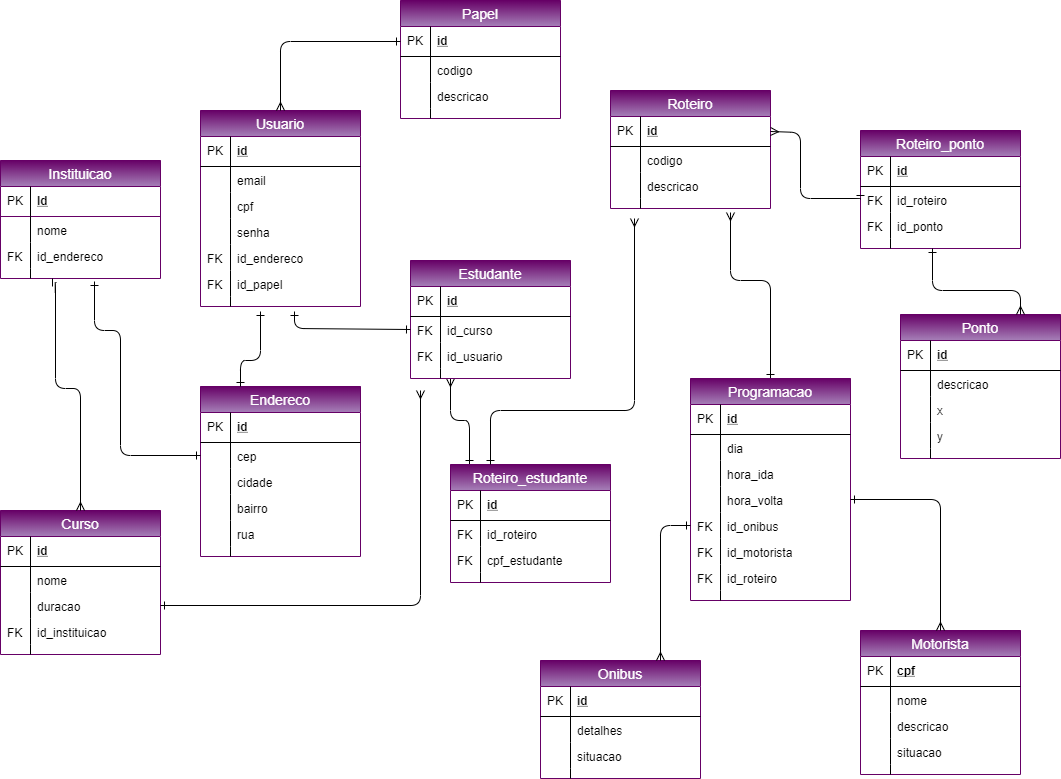 Papel
PK id
codigo
descricao
Usuario
PK id
email
cpf
senha
FK id_endereco
FK id_papel
Roteiro
PK id
codigo
descricao
Roteiro_ponto
PK id
FK id_roteiro
FK id_ponto
Instituicao
PK Id
nome
FK id_endereco
Estudante
PK id
FK id_curso
FK id_usuario
Ponto
PK id
descricao
x
y
Endereco
PK id
cep
cidade
bairro
rua
Programacao
PK id
dia
hora_ida
hora_volta
FK id_onibus
FK id_motorista
FK id_roteiro
Roteiro_estudante
PK id
FK id_roteiro
FK cpf_estudante
Curso
PK id
nome
duracao
FK id_instituicao
Onibus
PK id
detalhes
situacao
Motorista
PK cpf
nome
descricao
situacao